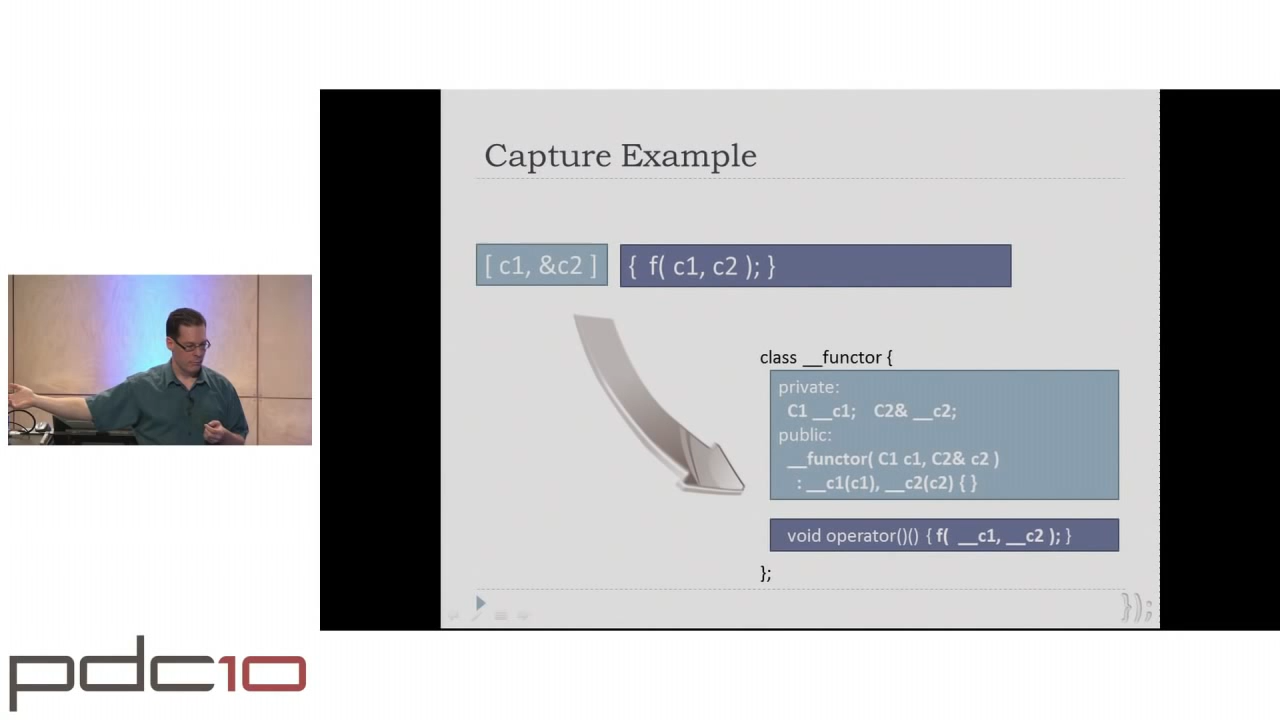 Capture Example
[ c1, &c2 ] { f( c1, c2 ); }
class __functor {
private:
C1 __c1; C2& __c2;
public:
__functor( C1 c1, C2& c2 )
: __c1(c1), __c2(c2) { }
void operator()() { f( __c1, __c2 ); }
};
});
pdc10